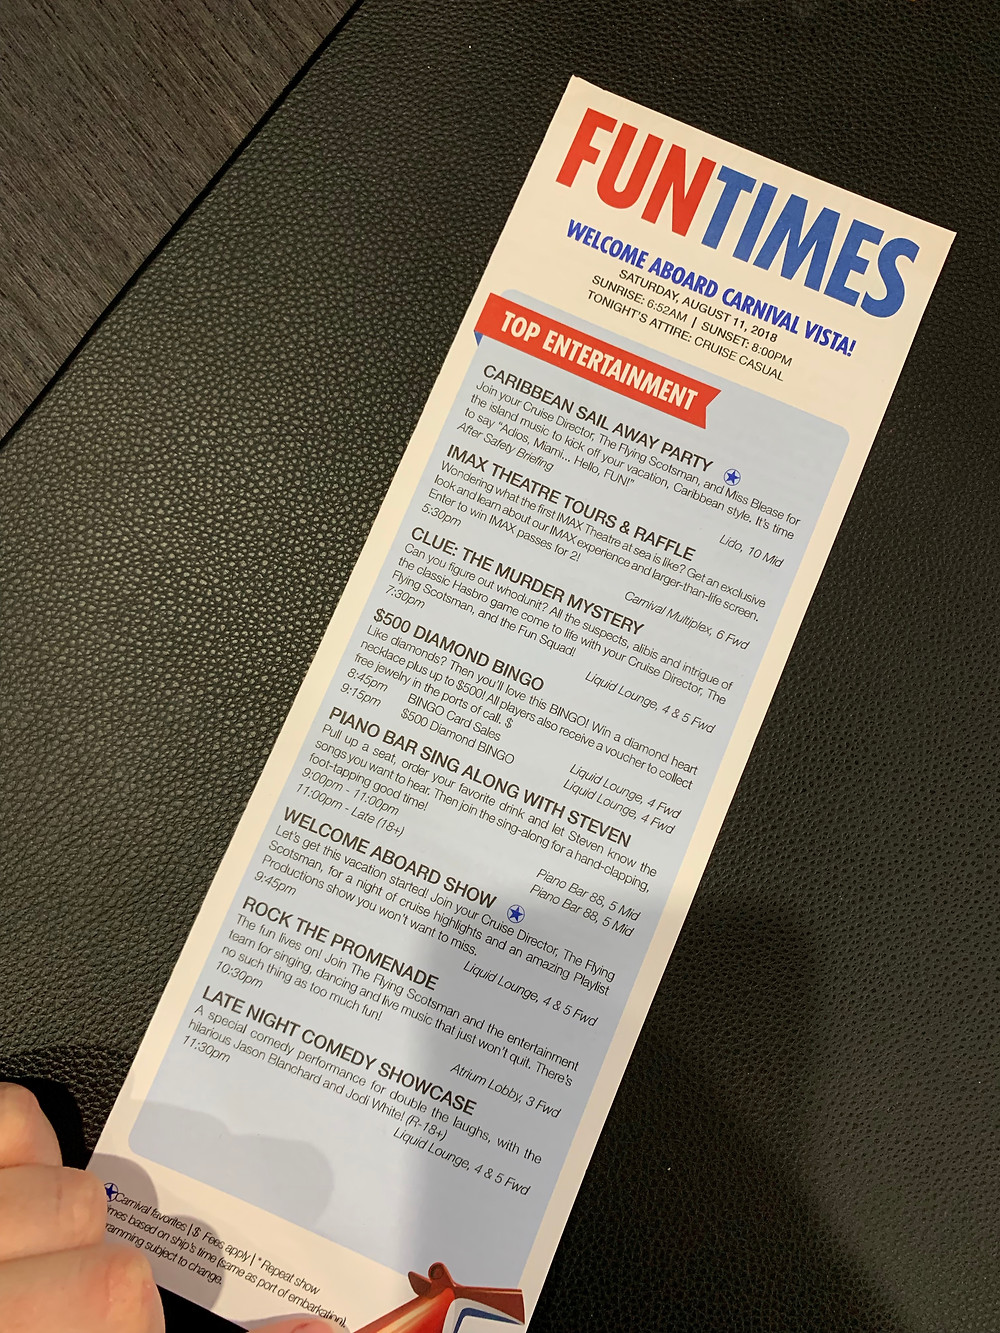 FUNTIMES
WELCOME ABOARD CARNIVAL VISTA!
SATURDAY, AUGUST 11, 2018
SUNRISE: 6:52AM | SUNSET: 8:00PM
TONIGHT'S ATTIRE: CRUISE CASUAL
TOP ENTERTAINMENT
CARIBBEAN SAIL AWAY PARTY
Join your Cruise Director, The Flying Scotsman, and Miss Blease for
the island music to kick off your vacation, Caribbean style. It's time
to say "Adios, Miami... Hello, FUN!"
After Safety Briefing Lido, 10 Mid
IMAX THEATRE TOURS & RAFFLE
Wondering what the first IMAX Theatre at sea is like? Get an exclusive
look and learn about our IMAX experience and larger-than-life screen.
Enter to win IMAX passes for 2!
5:30pm Carnival Multiplex, 6 Fwd
CLUE: THE MURDER MYSTERY
Can you figure out whodunit? All the suspects, alibis and intrigue of
the classic Hasbro game come to life with your Cruise Director, The
Flying Scotsman, and the Fun Squad!
7:30pm Liquid Lounge, 4 & 5 Fwd
$500 DIAMOND BINGO
Like diamonds? Then you'll love this BINGO! Win a diamond heart
necklace plus up to $500! All players also receive a voucher to collect
free jewelry in the ports of call. $
8:45pm BINGO Card Sales Liquid Lounge, 4 Fwd
9:15pm $500 Diamond BINGO Liquid Lounge, 4 Fwd
PIANO BAR SING ALONG WITH STEVEN
Pull up a seat, order your favorite drink and let Steven know the
songs you want to hear. Then join the sing-along for a hand-clapping,
foot-tapping good time!
9:00pm - 11:00pm Piano Bar 88, 5 Mid
11:00pm - Late (18+) Piano Bar 88, 5 Mid
WELCOME ABOARD SHOW
Let's get this vacation started! Join your Cruise Director, The Flying
Scotsman, for a night of cruise highlights and an amazing Playlist
Productions show you won't want to miss.
9:45pm Liquid Lounge, 4 & 5 Fwd
ROCK THE PROMENADE
The fun lives on! Join The Flying Scotsman and the entertainment
team for singing, dancing and live music that just won't quit. There's
no such thing as too much fun!
10:30pm Atrium Lobby, 3 Fwd
LATE NIGHT COMEDY SHOWCASE
A special comedy performance for double the laughs, with the
hilarious Jason Blanchard and Jodi White! (R-18+)
11:30pm Liquid Lounge, 4 & 5 Fwd
Carnival favorites | $ Fees apply | * Repeat show
based on ship's time (same as port of embarkation).
subject to change.